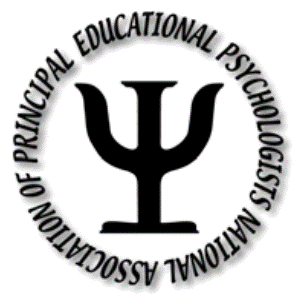 NATIONAL ASSOCIATION OF PRINCIPAL EDUCATIONAL PSYCHOLOGISTS
Ψ